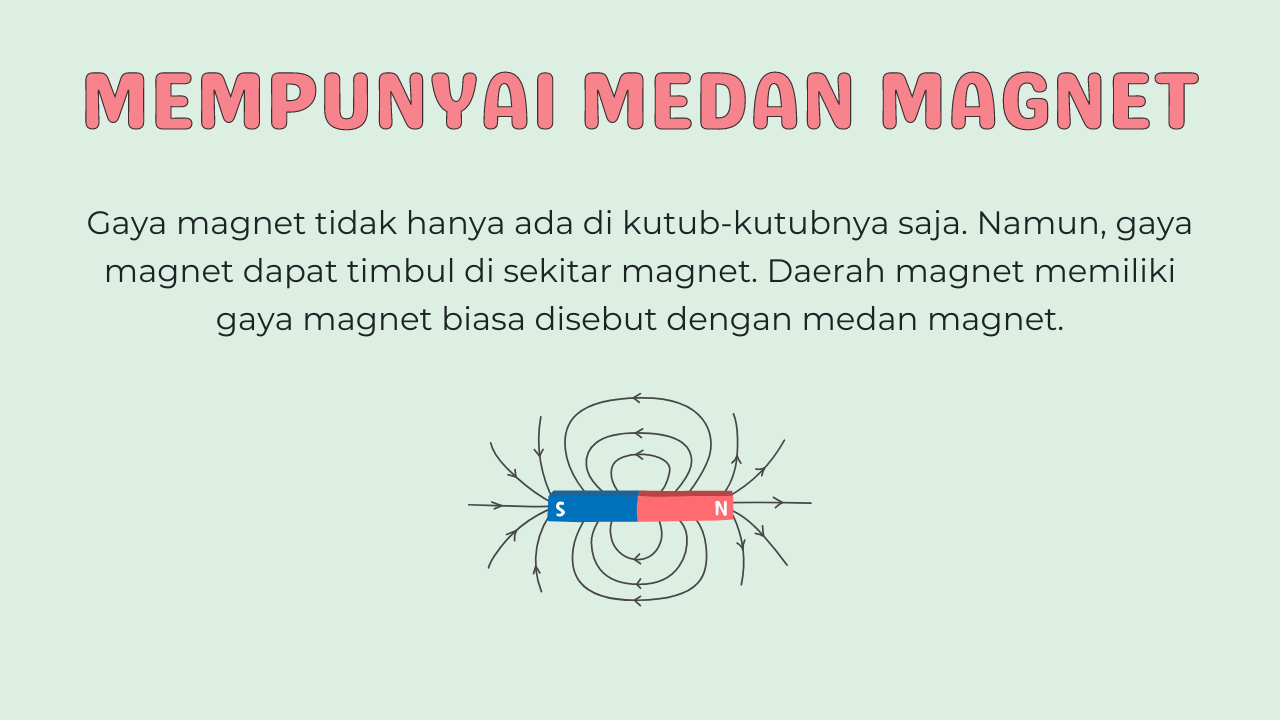 MEMPUNYAI MEDAN MAGNET
Gaya magnet tidak hanya ada di kutub-kutubnya saja. Namun, gaya
magnet dapat timbul di sekitar magnet. Daerah magnet memiliki
gaya magnet biasa disebut dengan medan magnet.
S N